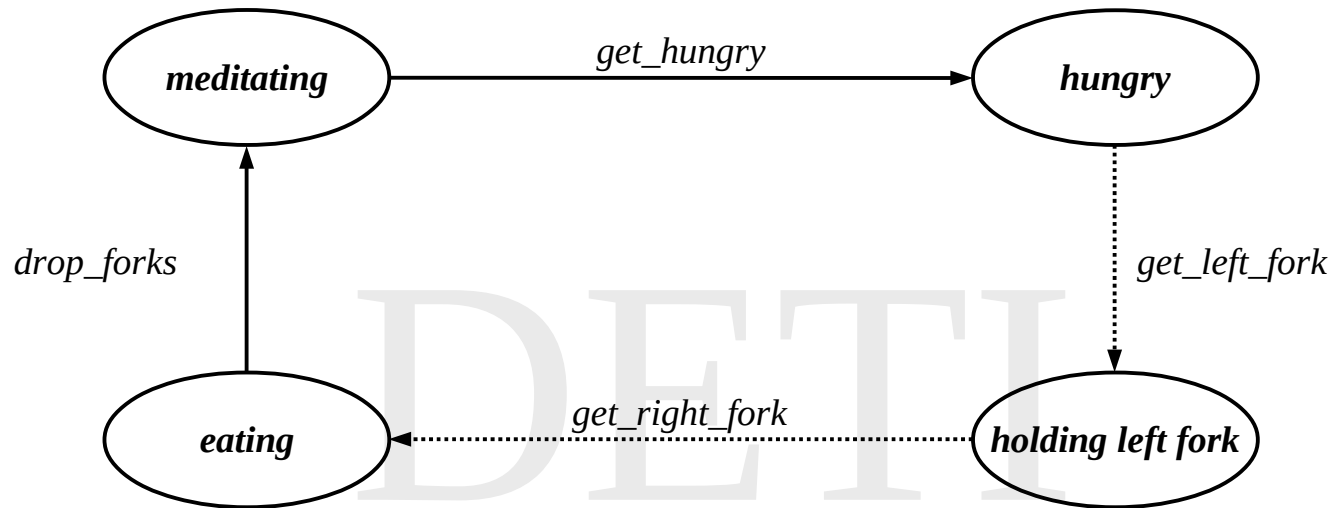 get_hungry
meditating
hungry
drop_forks
get_left_fork
DETI
get_right_fork
eating
holding left fork